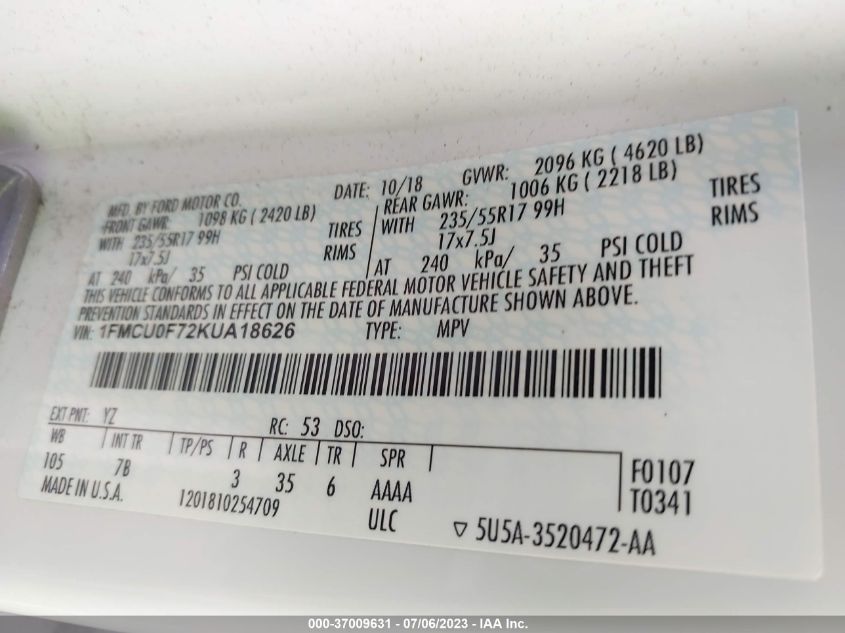 MFD. BY FORD MOTOR CO. DATE: 10/18 GVWR: 2096 KG ( 4620 LB)
FRONT GAWR: 1098 KG ( 2420 LB) REAR GAWR: 1006 KG ( 2218 LB)
WITH 235/55R17 99H TIRES WITH 235/55R17 99H TIRES
17x7.5J RIMS 17x7.5J RIMS
AT 240 kPa/ 35 PSI COLD AT 240 kPa/ 35 PSI COLD
THIS VEHICLE CONFORMS TO ALL APPLICABLE FEDERAL MOTOR VEHICLE SAFETY AND THEFT
PREVENTION STANDARDS IN EFFECT ON THE DATE OF MANUFACTURE SHOWN ABOVE.
VIN: 1FMCU0F72KUA18626 TYPE: MPV
EXT PNT: YZ RC: 53 DSO:
WB INT TR TP/PS R AXLE TR SPR
105 7B 3 35 6 AAAA F0107
MADE IN U.S.A. 1201810254709 ULC T0341
5U5A-3520472-AA
000-37009631 - 07/06/2023 - IAA Inc.